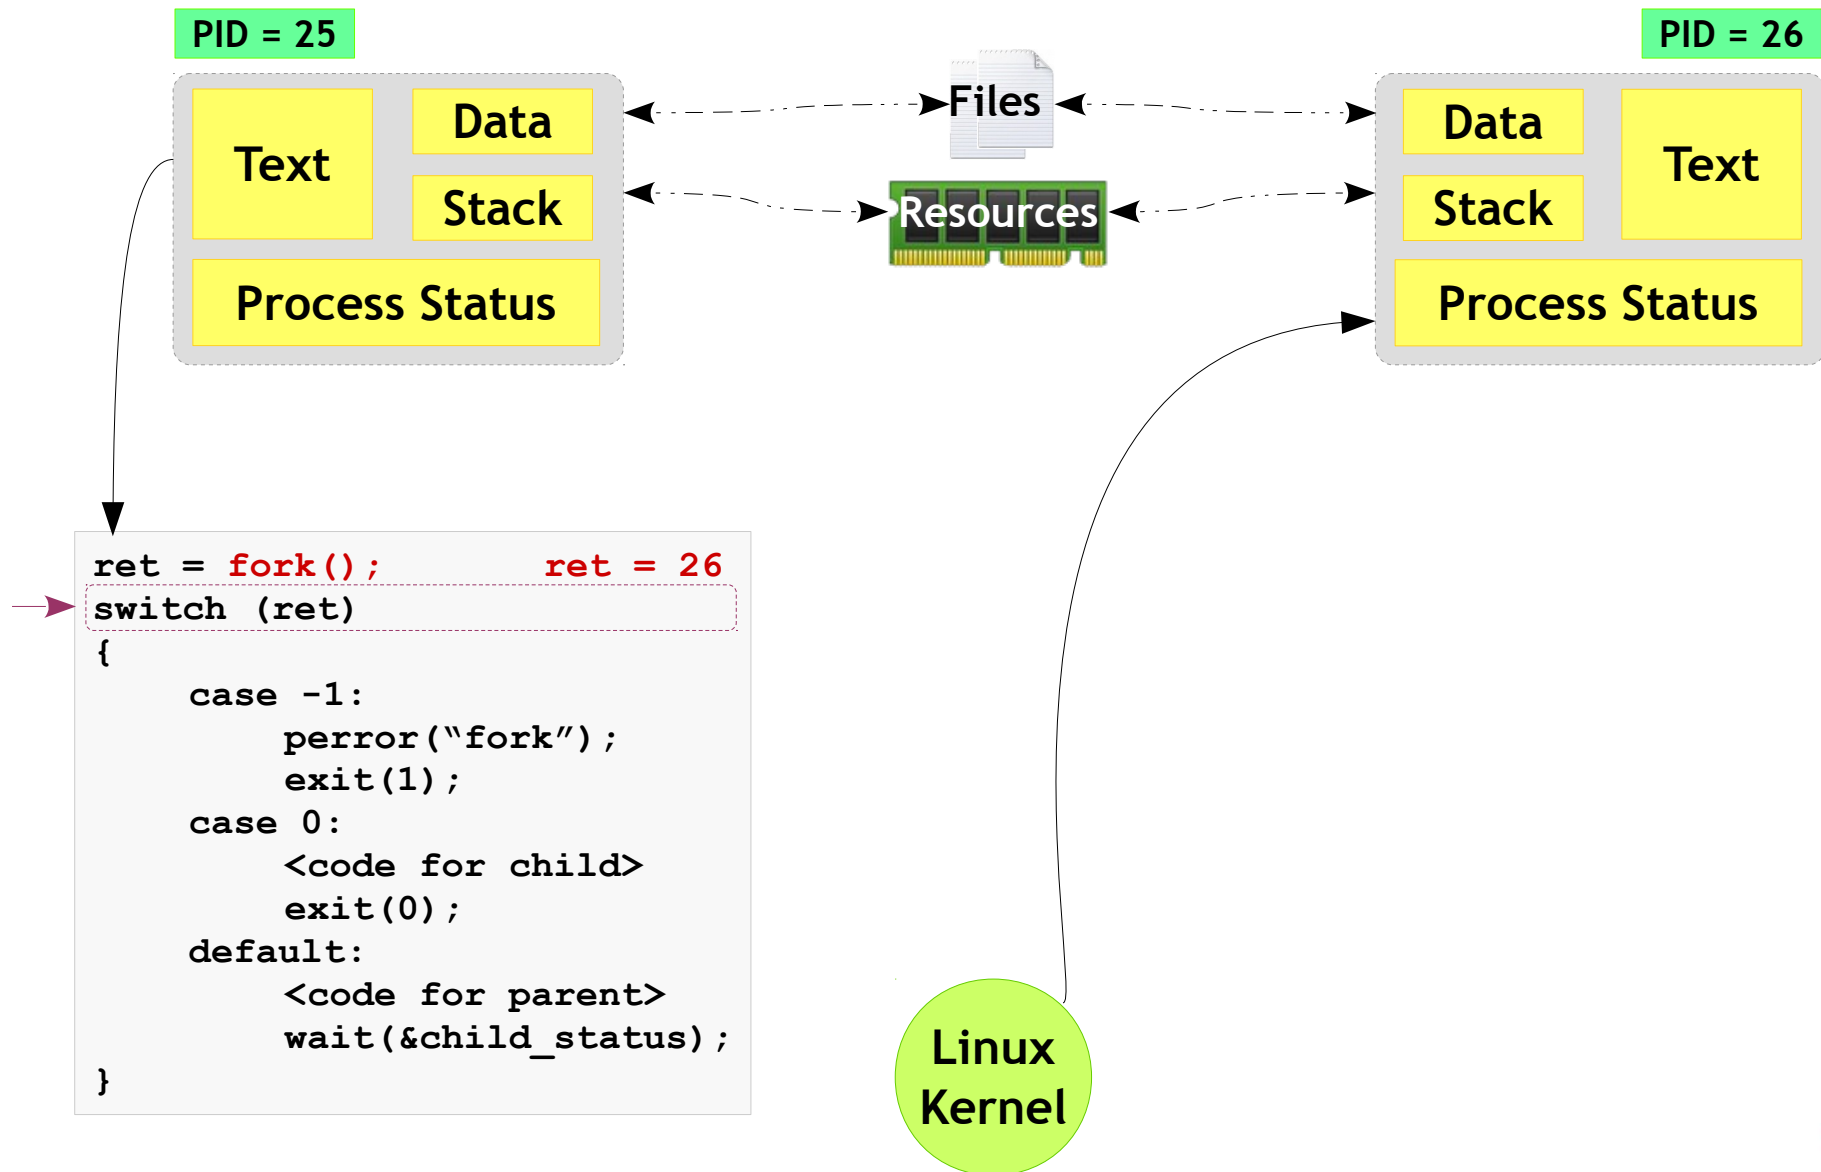 PID = 25
PID = 26
Text
Data
Stack
Process Status
Files
Resources
Data
Stack
Text
Process Status
ret = fork(); ret = 26
switch (ret)
{
case -1:
perror(“fork”);
exit(1);
case 0:
<code for child>
exit(0);
default:
<code for parent>
wait(&child_status);
}
Linux
Kernel